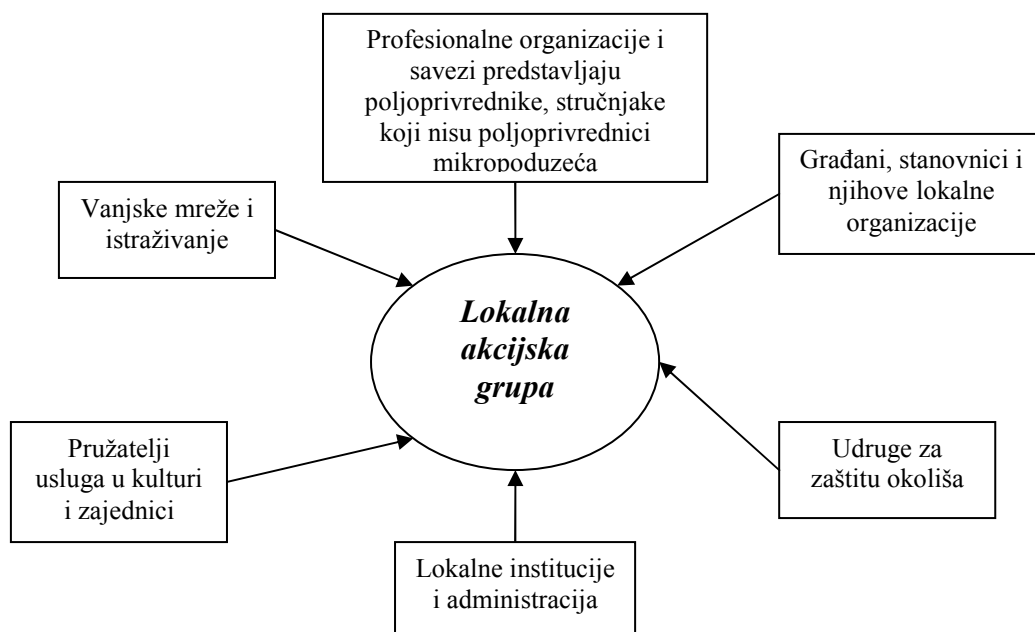 Profesionalne organizacije i
savezi predstavljaju
poljoprivrednike, stručnjake
koji nisu poljoprivrednici
mikropoduzeća
Građani, stanovnici i
njihove lokalne
organizacije
Vanjske mreže i
istraživanje
Lokalna
akcijska
grupa
Pružatelji
usluga u kulturi
i zajednici
Udruge za
zaštitu okoliša
Lokalne institucije
i administracija